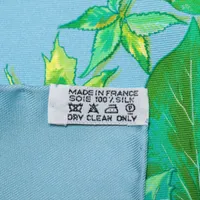 MADE IN FRANCE
SOIE 100% SILK
DRY CLEAN ONLY